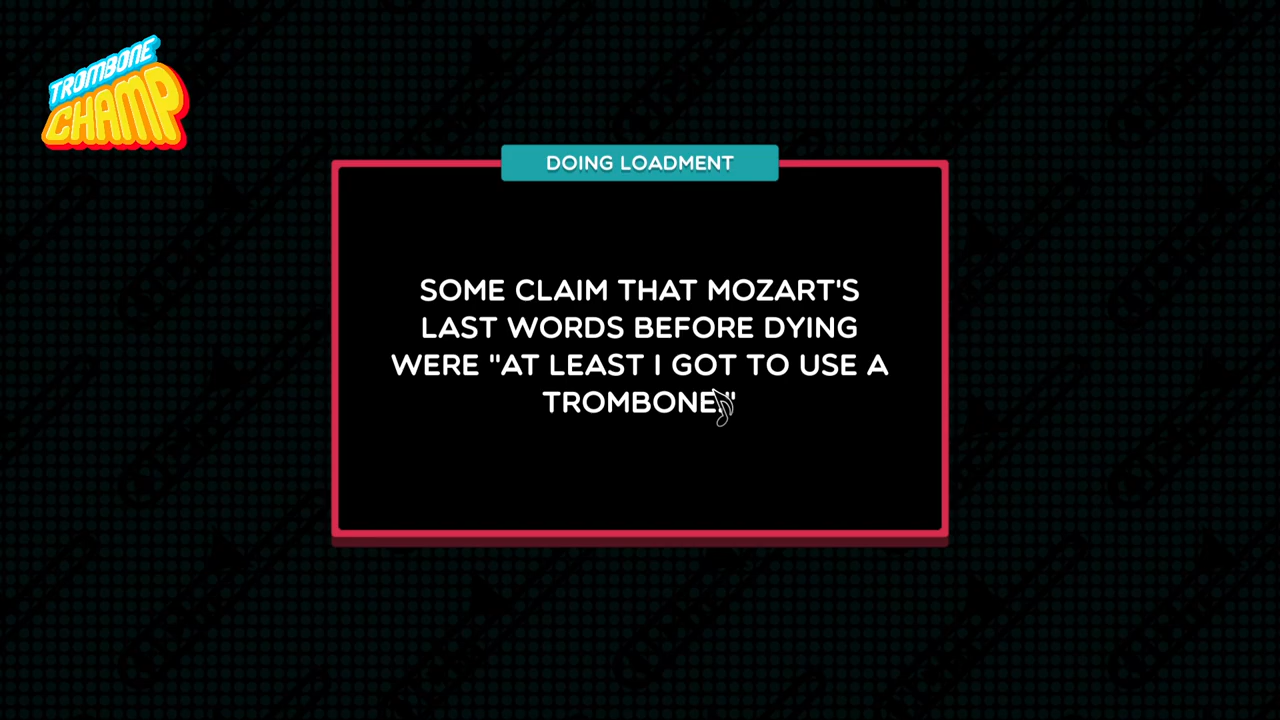 TROMBONE
CHAMP
DOING LOADMENT
SOME CLAIM THAT MOZART'S
LAST WORDS BEFORE DYING
WERE "AT LEAST I GOT TO USE A
TROMBONE."